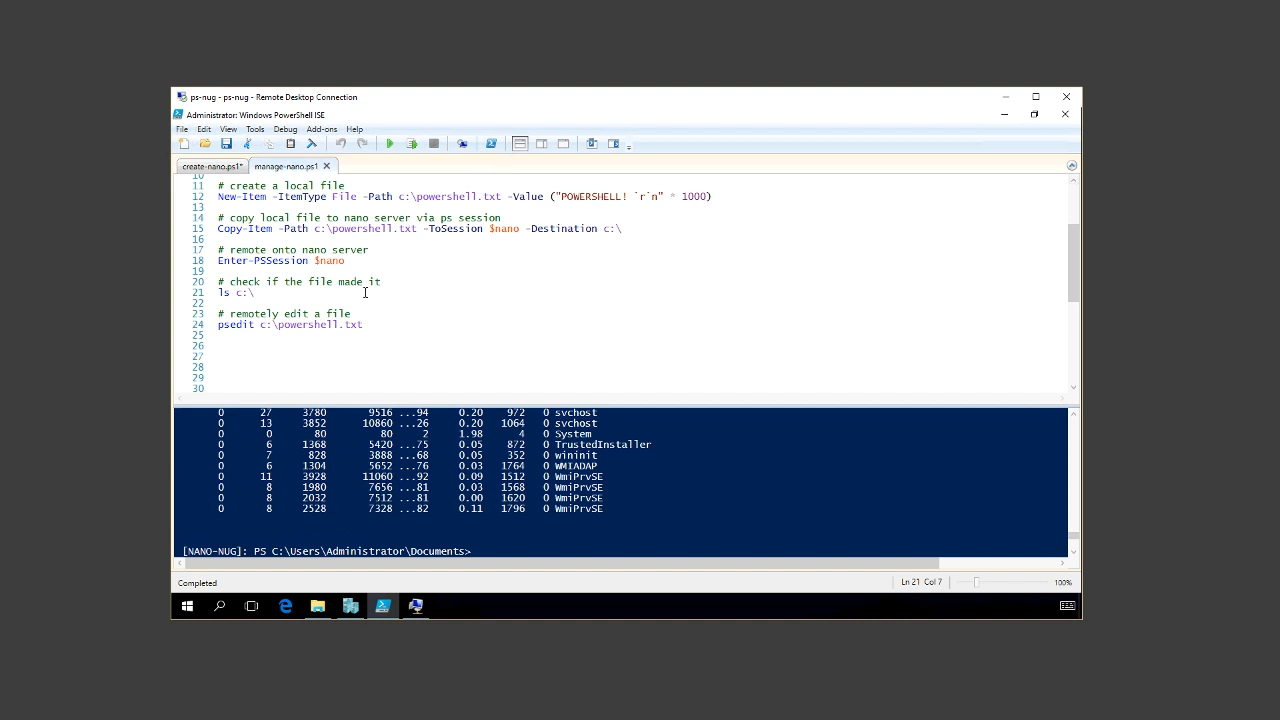 ps-nug - ps-nug - Remote Desktop Connection
Administrator: Windows PowerShell ISE
File Edit View Tools Debug Add-ons Help
create-nano.ps1* manage-nano.ps1
10
11 # create a local file
12 New-Item -ItemType File -Path c:\powershell.txt -Value ("POWERSHELL! `r`n" * 1000)
13
14 # copy local file to nano server via ps session
15 Copy-Item -Path c:\powershell.txt -ToSession $nano -Destination c:\
16
17 # remote onto nano server
18 Enter-PSSession $nano
19
20 # check if the file made it
21 ls c:\
22
23 # remotely edit a file
24 psedit c:\powershell.txt
25
26
27
28
29
30
0 27 3780 9516 ...94 0.20 972 0 svchost
0 13 3852 10860 ...26 0.20 1064 0 svchost
0 0 80 80 2 1.98 4 0 System
0 6 1368 5420 ...75 0.05 872 0 TrustedInstaller
0 7 828 3888 ...68 0.05 352 0 wininit
0 6 1304 5652 ...76 0.03 1764 0 WMIADAP
0 11 3928 11060 ...92 0.09 1512 0 WmiPrvSE
0 8 1980 7656 ...81 0.03 1568 0 WmiPrvSE
0 8 2032 7512 ...81 0.00 1620 0 WmiPrvSE
0 8 2528 7328 ...82 0.11 1796 0 WmiPrvSE
[NANO-NUG]: PS C:\Users\Administrator\Documents>
Completed Ln 21 Col 7 100%